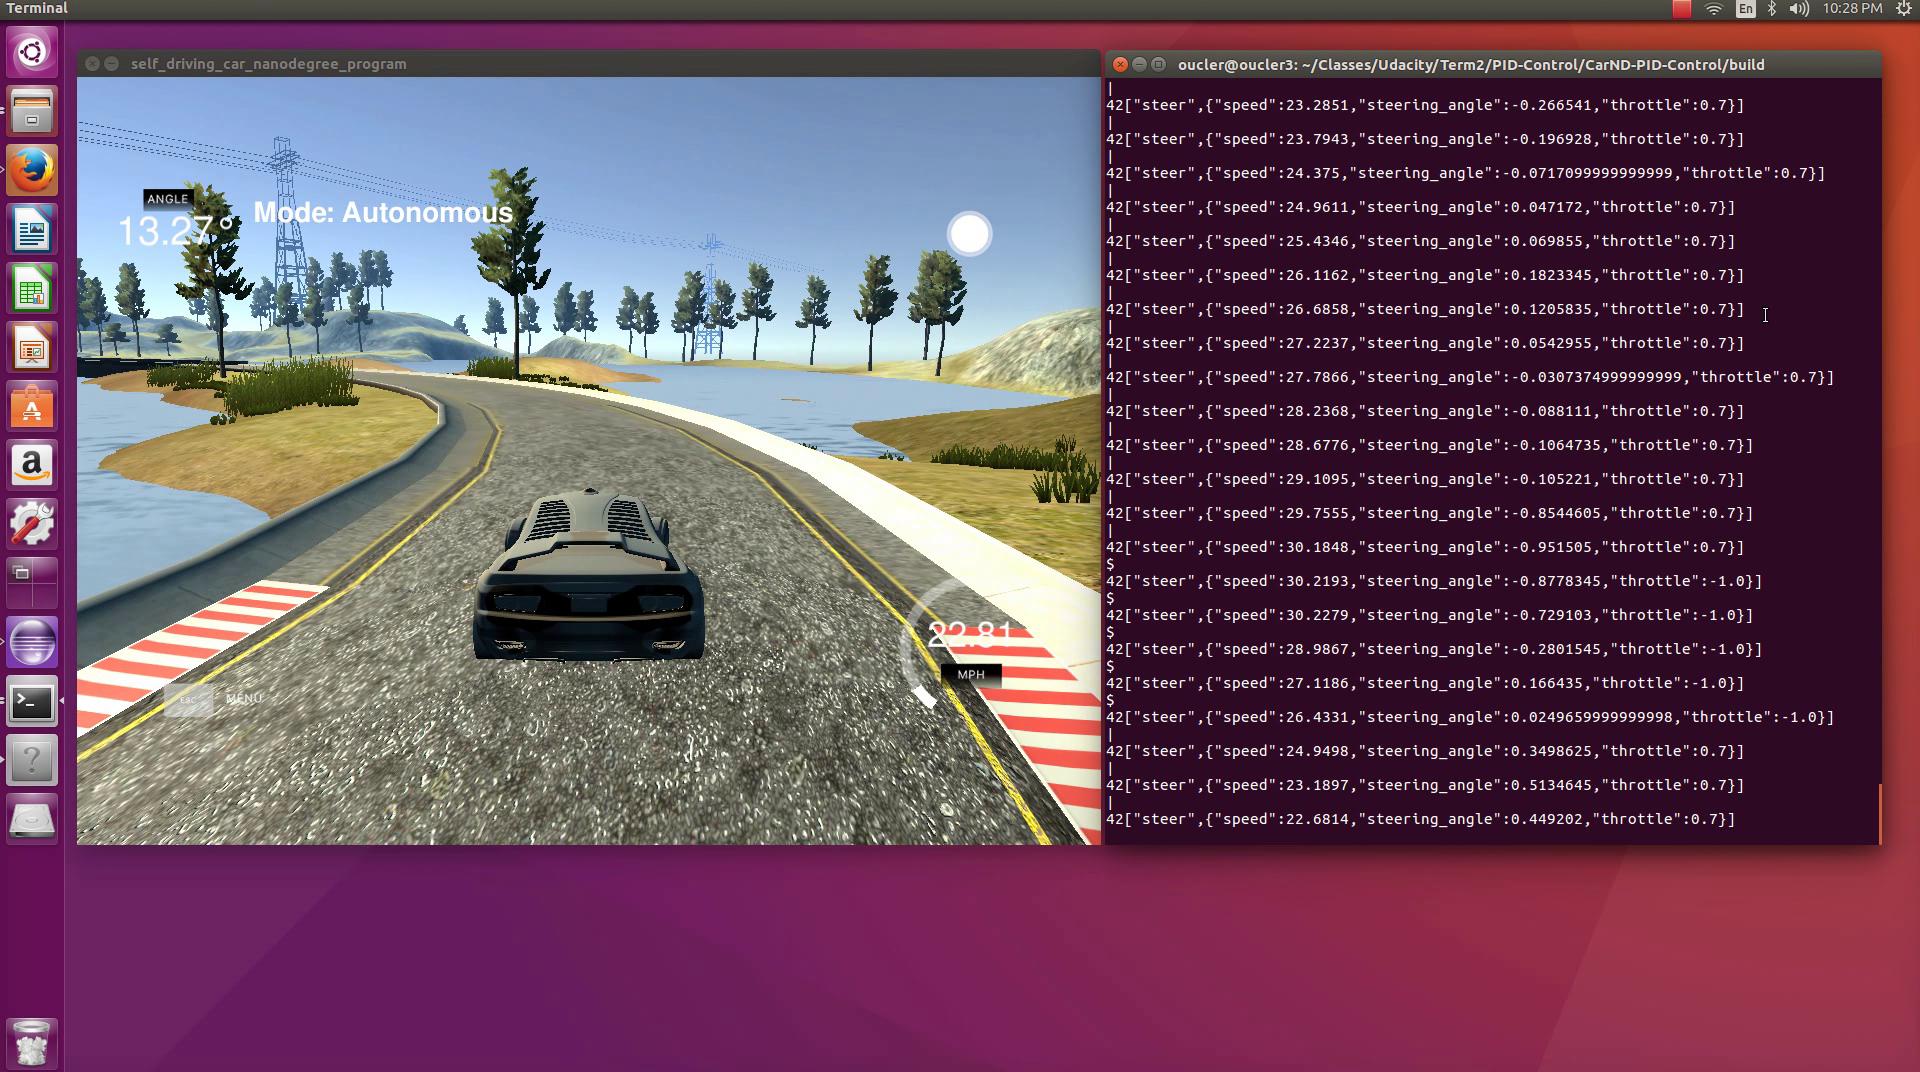 Terminal
En
10:28 PM
self_driving_car_nanodegree_program
ANGLE
13.27°
Mode: Autonomous
22.81
MPH
ESC
MENU
oucler@oucler3: ~/Classes/Udacity/Term2/PID-Control/CarND-PID-Control/build
|
42["steer",{"speed":23.2851,"steering_angle":-0.266541,"throttle":0.7}]
|
42["steer",{"speed":23.7943,"steering_angle":-0.196928,"throttle":0.7}]
|
42["steer",{"speed":24.375,"steering_angle":-0.0717099999999999,"throttle":0.7}]
|
42["steer",{"speed":24.9611,"steering_angle":0.047172,"throttle":0.7}]
|
42["steer",{"speed":25.4346,"steering_angle":0.069855,"throttle":0.7}]
|
42["steer",{"speed":26.1162,"steering_angle":0.1823345,"throttle":0.7}]
|
42["steer",{"speed":26.6858,"steering_angle":0.1205835,"throttle":0.7}]
|
42["steer",{"speed":27.2237,"steering_angle":0.0542955,"throttle":0.7}]
|
42["steer",{"speed":27.7866,"steering_angle":-0.0307374999999999,"throttle":0.7}]
|
42["steer",{"speed":28.2368,"steering_angle":-0.088111,"throttle":0.7}]
|
42["steer",{"speed":28.6776,"steering_angle":-0.1064735,"throttle":0.7}]
|
42["steer",{"speed":29.1095,"steering_angle":-0.105221,"throttle":0.7}]
|
42["steer",{"speed":29.7555,"steering_angle":-0.8544605,"throttle":0.7}]
|
42["steer",{"speed":30.1848,"steering_angle":-0.951505,"throttle":0.7}]
$
42["steer",{"speed":30.2193,"steering_angle":-0.8778345,"throttle":-1.0}]
$
42["steer",{"speed":30.2279,"steering_angle":-0.729103,"throttle":-1.0}]
$
42["steer",{"speed":28.9867,"steering_angle":-0.2801545,"throttle":-1.0}]
$
42["steer",{"speed":27.1186,"steering_angle":0.166435,"throttle":-1.0}]
$
42["steer",{"speed":26.4331,"steering_angle":0.0249659999999998,"throttle":-1.0}]
|
42["steer",{"speed":24.9498,"steering_angle":0.3498625,"throttle":0.7}]
|
42["steer",{"speed":23.1897,"steering_angle":0.5134645,"throttle":0.7}]
|
42["steer",{"speed":22.6814,"steering_angle":0.449202,"throttle":0.7}]